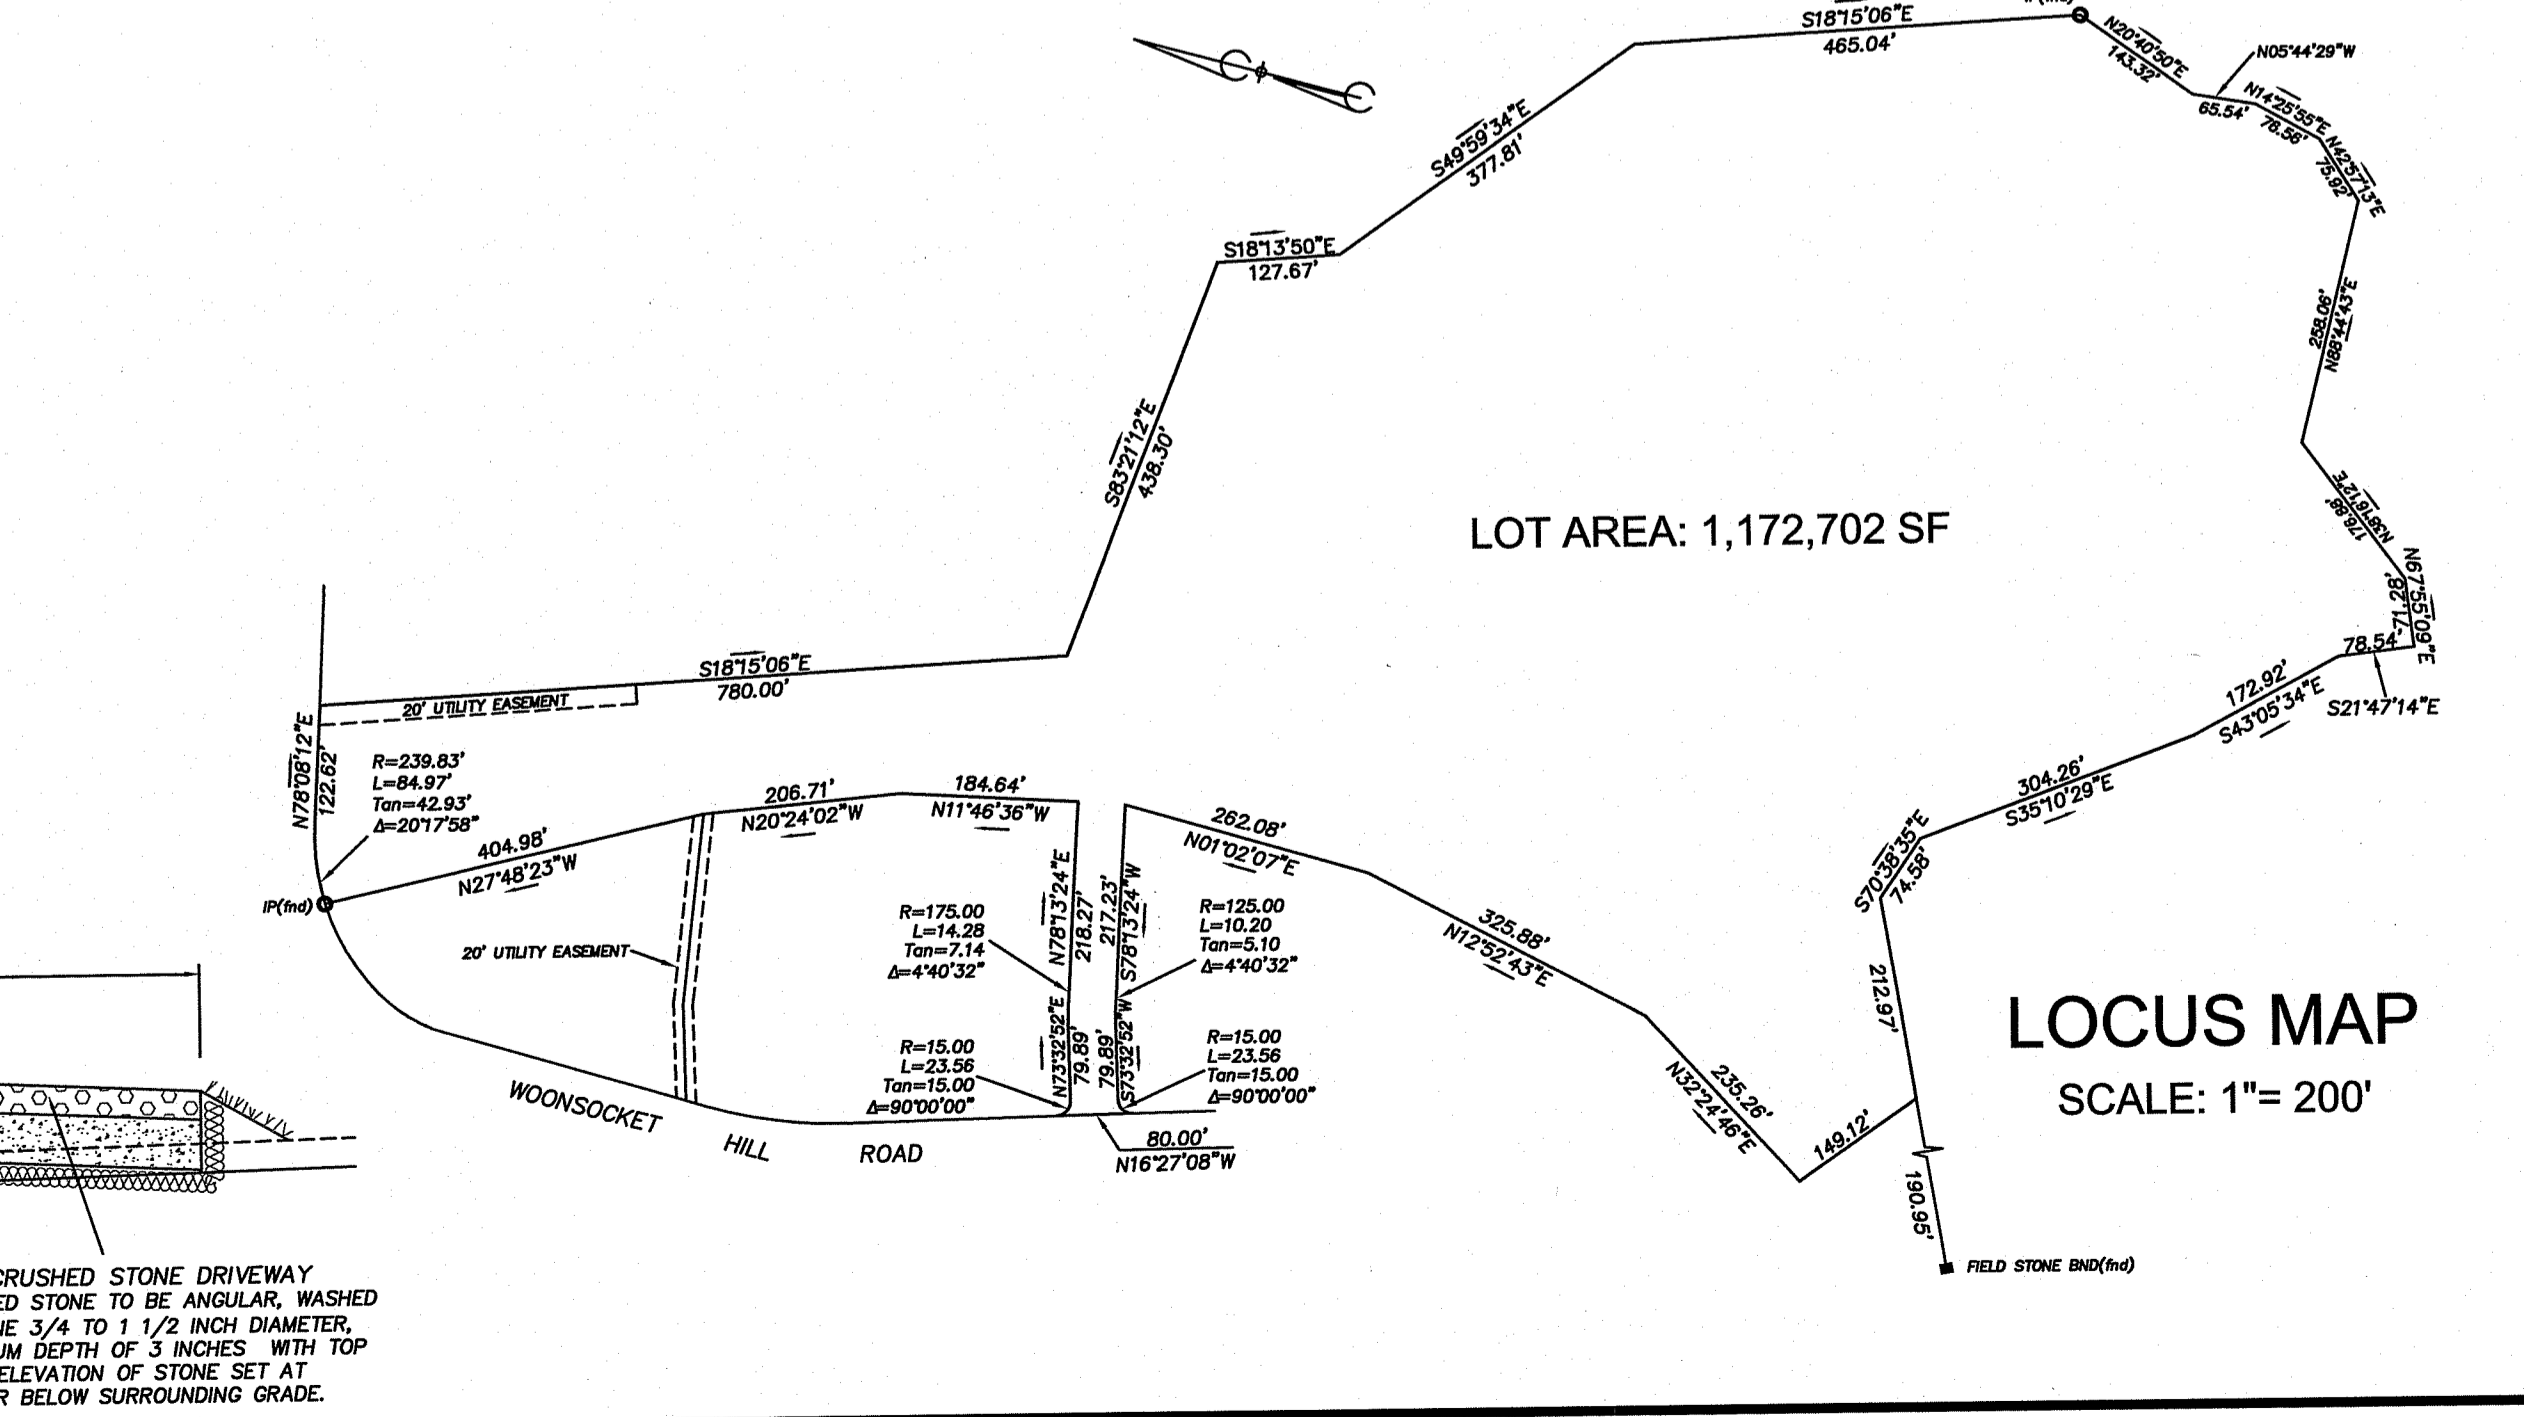 S18°15'06"E
465.04'
N20°40'50"E
143.32'
N05°44'29"W
65.54'
N14°25'55"E
78.56'
N42°57'13"E
75.92'
S49°59'34"E
377.81'
S18°13'50"E
127.67'
258.06'
N88°44'43"E
S83°21'12"E
438.30'
N38°16'12"E
176.88'
LOT AREA: 1,172,702 SF
N67°55'09"E
71.28'
78.54'
S21°47'14"E
172.92'
S43°05'34"E
S18°15'06"E
780.00'
20' UTILITY EASEMENT
N78°08'12"E
122.62'
R=239.83'
L=84.97'
Tan=42.93'
Δ=20°17'58"
404.98'
N27°48'23"W
206.71'
N20°24'02"W
184.64'
N11°46'36"W
262.08'
N01°02'07"E
304.26'
S35°10'29"E
S70°38'35"E
74.58'
IP(fnd)
20' UTILITY EASEMENT
R=175.00
L=14.28
Tan=7.14
Δ=4°40'32"
N78°13'24"E
218.27'
217.23'
S78°13'24"W
R=125.00
L=10.20
Tan=5.10
Δ=4°40'32"
325.88'
N12°52'43"E
212.97'
LOCUS MAP
SCALE: 1"= 200'
R=15.00
L=23.56
Tan=15.00
Δ=90°00'00"
N73°32'52"E
79.89'
79.89'
S73°32'52"W
R=15.00
L=23.56
Tan=15.00
Δ=90°00'00"
235.26'
N32°24'46"E
149.12'
WOONSOCKET HILL ROAD
80.00'
N16°27'08"W
190.95'
FIELD STONE BND(fnd)
CRUSHED STONE DRIVEWAY
STONE TO BE ANGULAR, WASHED
3/4 TO 1 1/2 INCH DIAMETER,
DEPTH OF 3 INCHES WITH TOP
ELEVATION OF STONE SET AT
BELOW SURROUNDING GRADE.